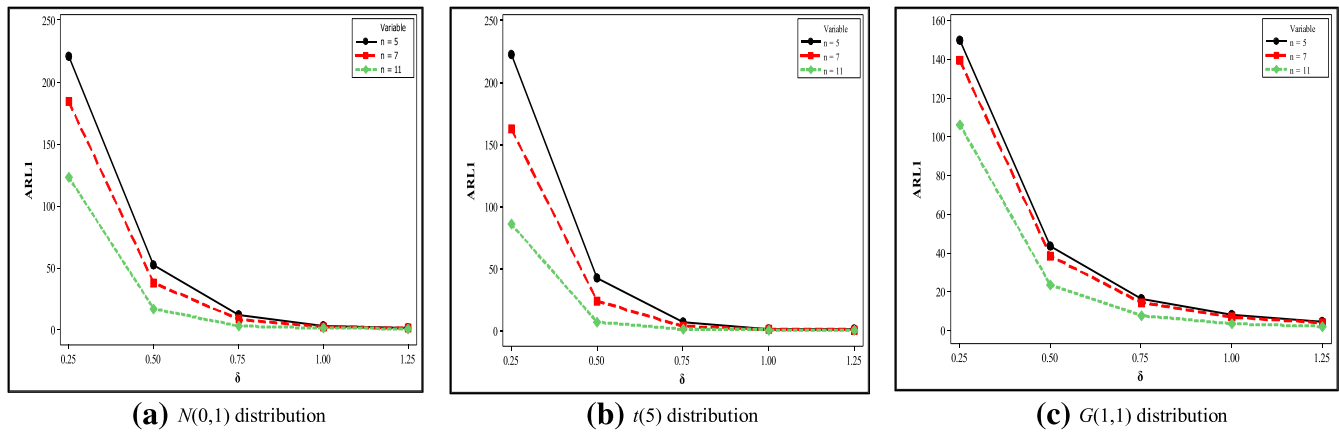 250
200
150
100
50
0
ARL1
0.25 0.50 0.75 1.00 1.25
δ
Variable
n = 5
n = 7
n = 11
(a) N(0,1) distribution
250
200
150
100
50
0
ARL1
0.25 0.50 0.75 1.00 1.25
δ
Variable
n = 5
n = 7
n = 11
(b) t(5) distribution
160
140
120
100
80
60
40
20
0
ARL1
0.25 0.50 0.75 1.00 1.25
δ
Variable
n = 5
n = 7
n = 11
(c) G(1,1) distribution